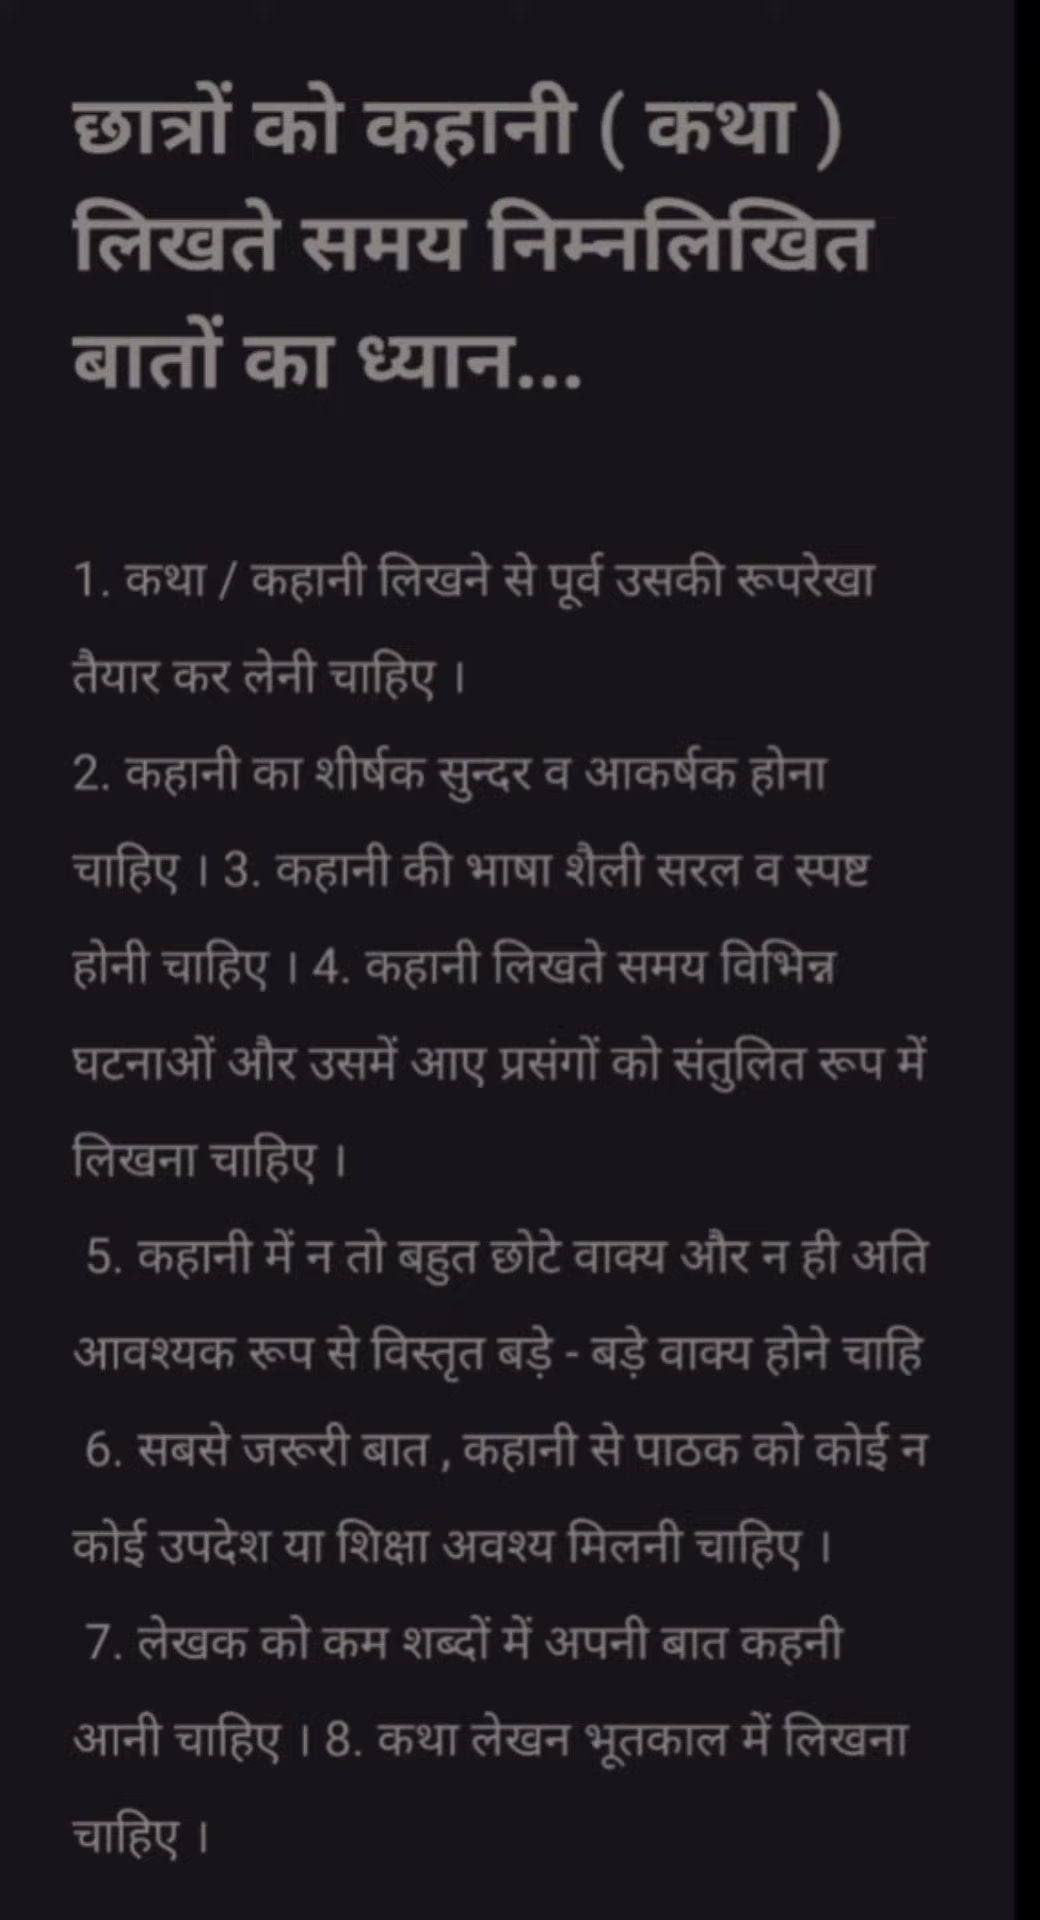 छात्रों को कहानी ( कथा )
लिखते समय निम्नलिखित
बातों का ध्यान...
1. कथा / कहानी लिखने से पूर्व उसकी रूपरेखा
तैयार कर लेनी चाहिए ।
2. कहानी का शीर्षक सुन्दर व आकर्षक होना
चाहिए । 3. कहानी की भाषा शैली सरल व स्पष्ट
होनी चाहिए । 4. कहानी लिखते समय विभिन्न
घटनाओं और उसमें आए प्रसंगों को संतुलित रूप में
लिखना चाहिए ।
5. कहानी में न तो बहुत छोटे वाक्य और न ही अति
आवश्यक रूप से विस्तृत बड़े - बड़े वाक्य होने चाहि
6. सबसे जरूरी बात , कहानी से पाठक को कोई न
कोई उपदेश या शिक्षा अवश्य मिलनी चाहिए ।
7. लेखक को कम शब्दों में अपनी बात कहनी
आनी चाहिए । 8. कथा लेखन भूतकाल में लिखना
चाहिए ।